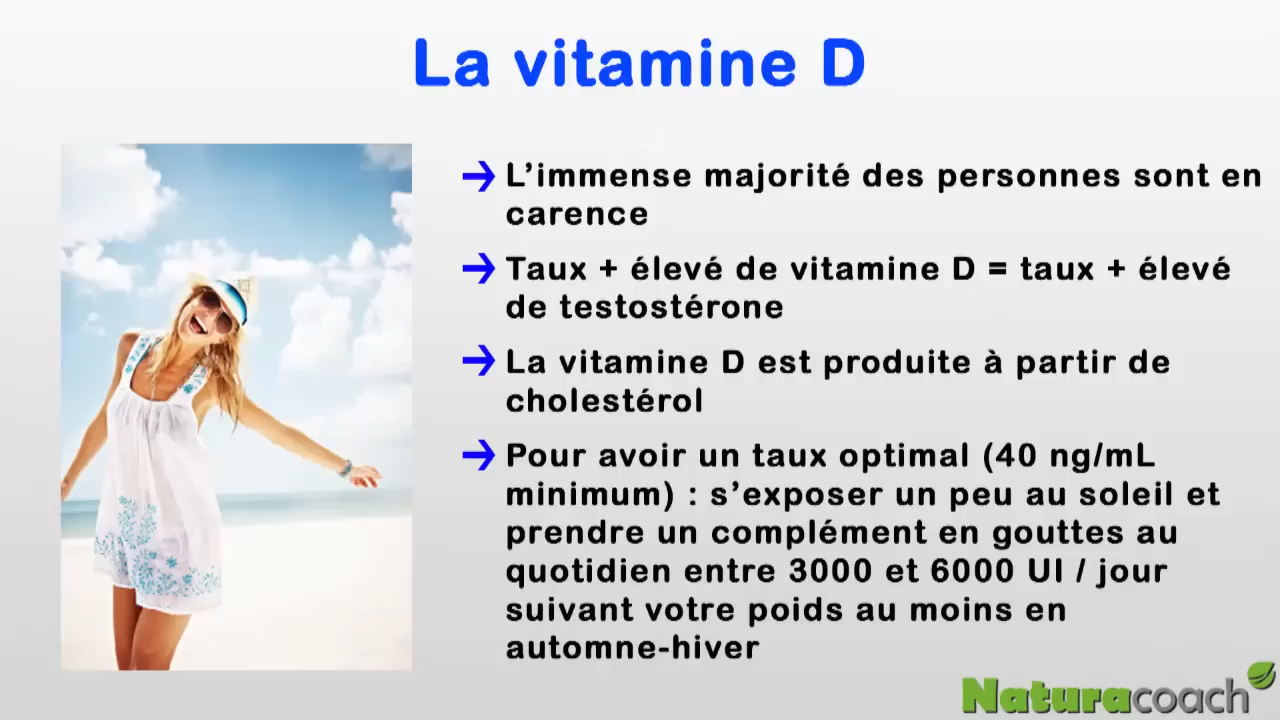 La vitamine D
→ L’immense majorité des personnes sont en
carence
→ Taux + élevé de vitamine D = taux + élevé
de testostérone
→ La vitamine D est produite à partir de
cholestérol
→ Pour avoir un taux optimal (40 ng/mL
minimum) : s’exposer un peu au soleil et
prendre un complément en gouttes au
quotidien entre 3000 et 6000 UI / jour
suivant votre poids au moins en
automne-hiver
Naturacoach